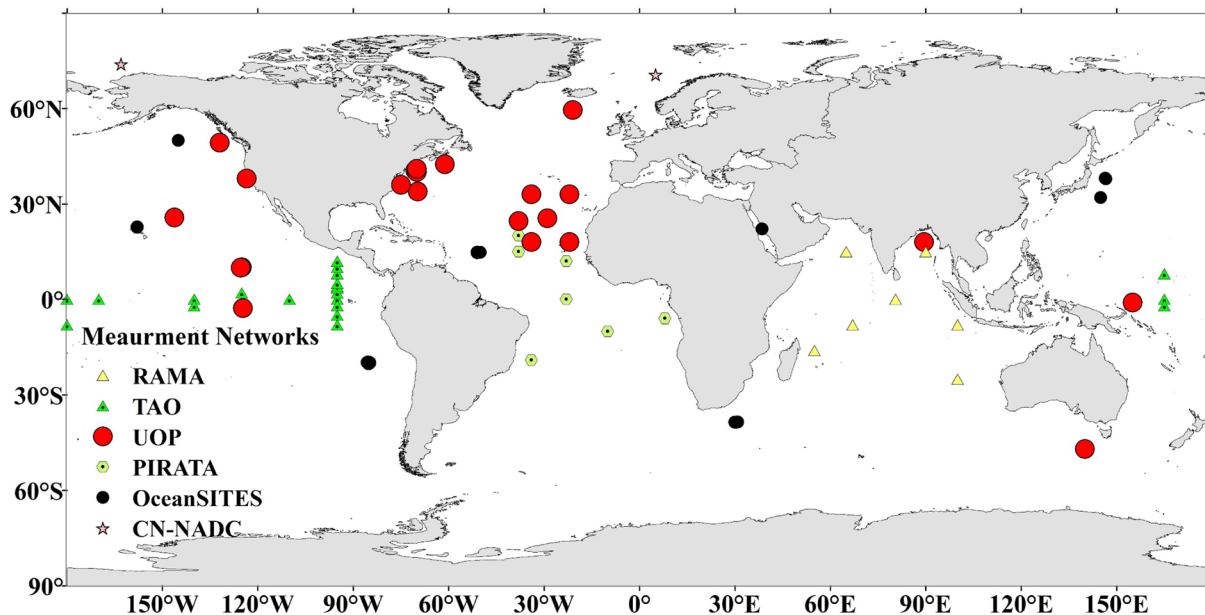 60°N
30°N
0°
Meaurment Networks
RAMA
30°S
TAO
UOP
PIRATA
60°S
OceanSITES
CN-NADC
90°
150°W 120°W 90°W 60°W 30°W 0° 30°E 60°E 90°E 120°E 150°E